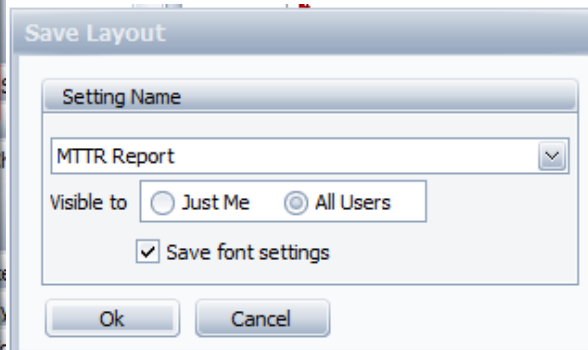 Save Layout
Setting Name
MTTR Report
Visible to Just Me All Users
Save font settings
Ok Cancel